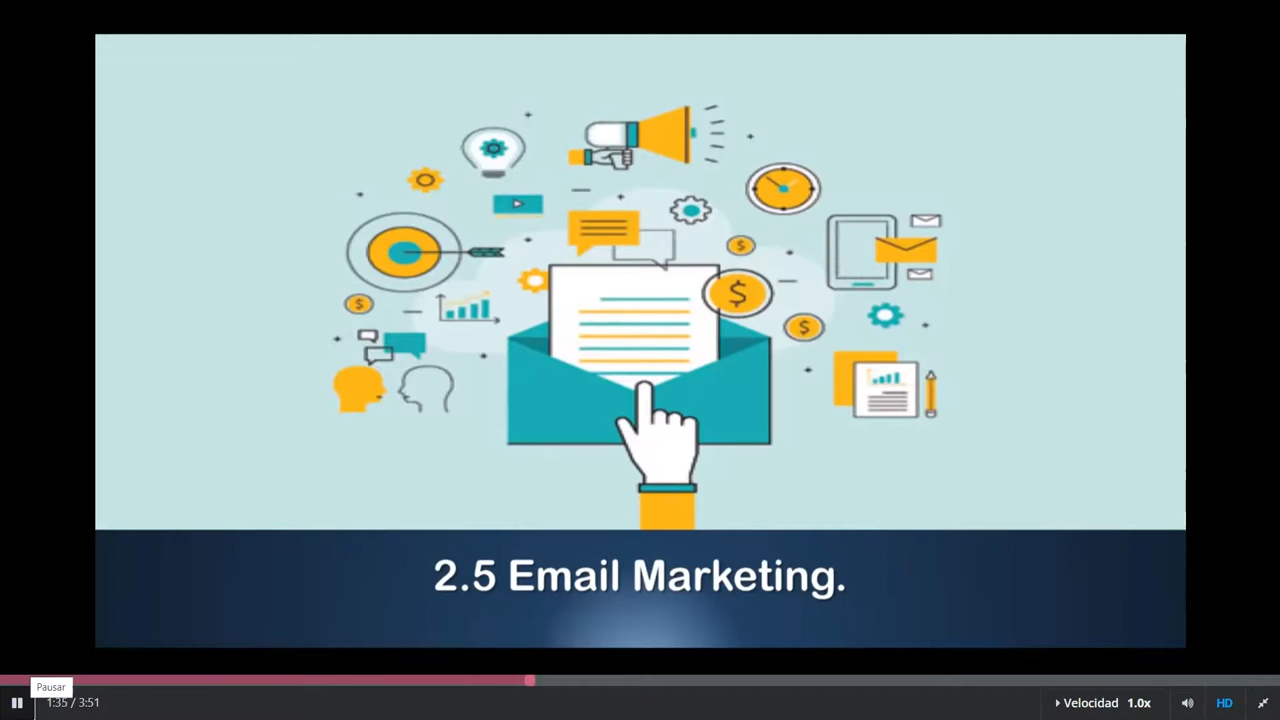 $
$
$
$
2.5 Email Marketing.
Pausar
1:35 / 3:51
Velocidad 1.0x
HD